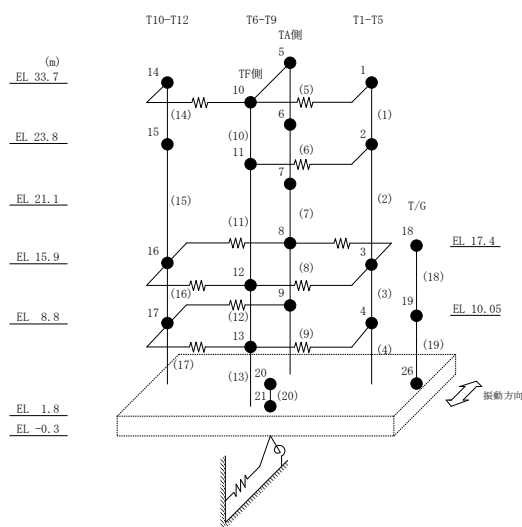 T10-T12 T6-T9 T1-T5
TA側
(m) 5
EL 33.7 14 TF側 1
10 (5)
(14) (10) 6 (1)
EL 23.8 15 11 (6) 2
7
EL 21.1 (15) (7) (2) T/G
(11) 8 18 EL 17.4
EL 15.9 16 12 (8) 3 (18)
(16) (12) 9 (3)
EL 8.8 17 13 (9) 4 19 EL 10.05
(17) (13) 20 (4) (19)
EL 1.8 21 (20) 26
EL -0.3 振動方向